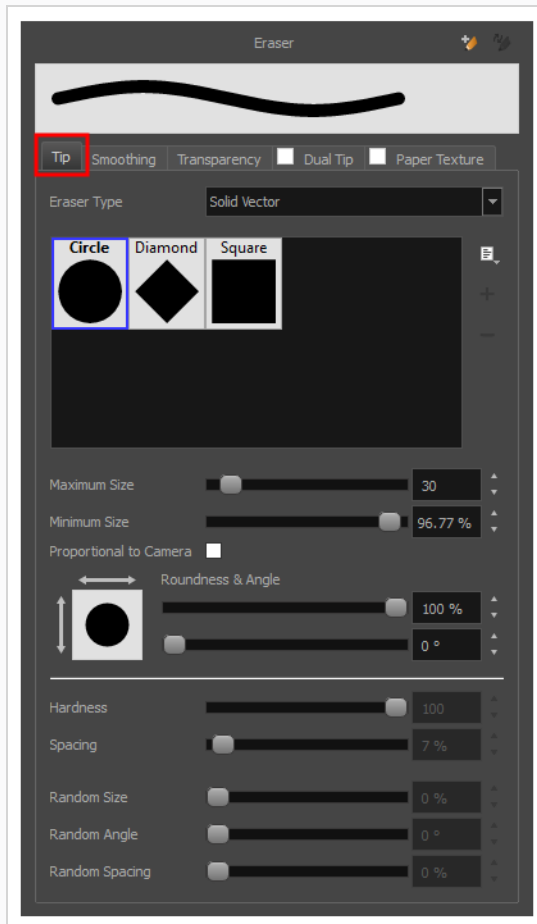 Eraser
Tip Smoothing Transparency Dual Tip Paper Texture
Eraser Type Solid Vector
Circle Diamond Square
Maximum Size 30
Minimum Size 96.77 %
Proportional to Camera
Roundness & Angle
100 %
0 °
Hardness 100
Spacing 7 %
Random Size 0 %
Random Angle 0 °
Random Spacing 0 %